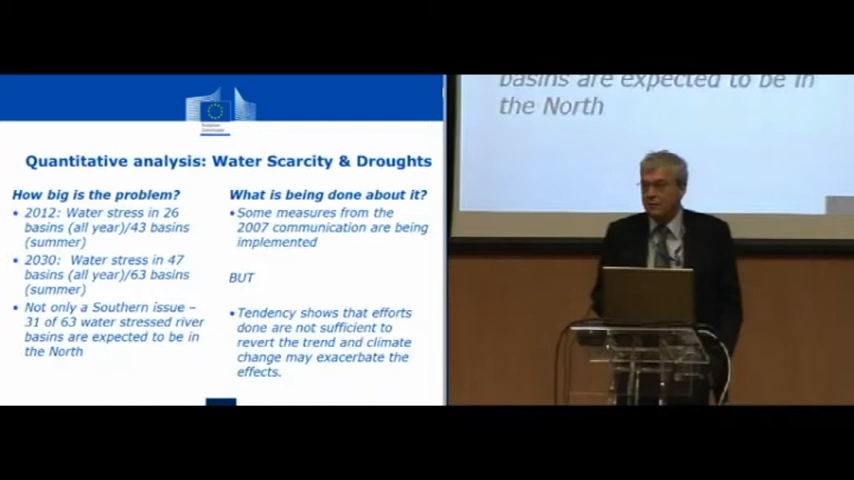 European
Commission
Quantitative analysis: Water Scarcity & Droughts
How big is the problem?
• 2012: Water stress in 26
basins (all year)/43 basins
(summer)
• 2030: Water stress in 47
basins (all year)/63 basins
(summer)
• Not only a Southern issue –
31 of 63 water stressed river
basins are expected to be in
the North
What is being done about it?
•Some measures from the
2007 communication are being
implemented
BUT
•Tendency shows that efforts
done are not sufficient to
revert the trend and climate
change may exacerbate the
effects.
basins are expected to be in
the North